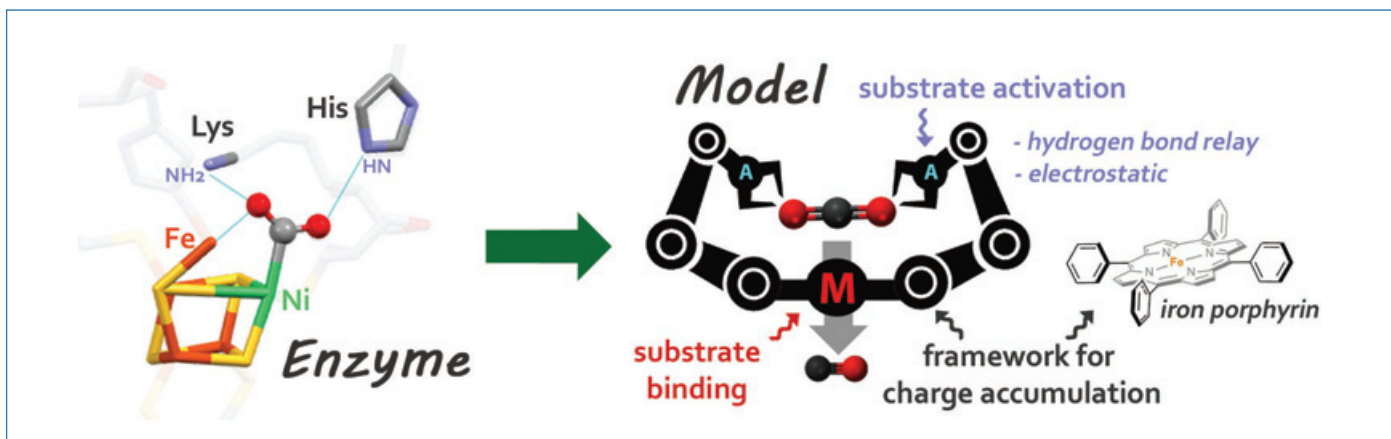 Lys
His
NH2
HN
Fe
Ni
Enzyme
Model
substrate activation
- hydrogen bond relay
- electrostatic
A
A
M
substrate
binding
framework for
charge accumulation
N
N
Fe
N
N
iron porphyrin